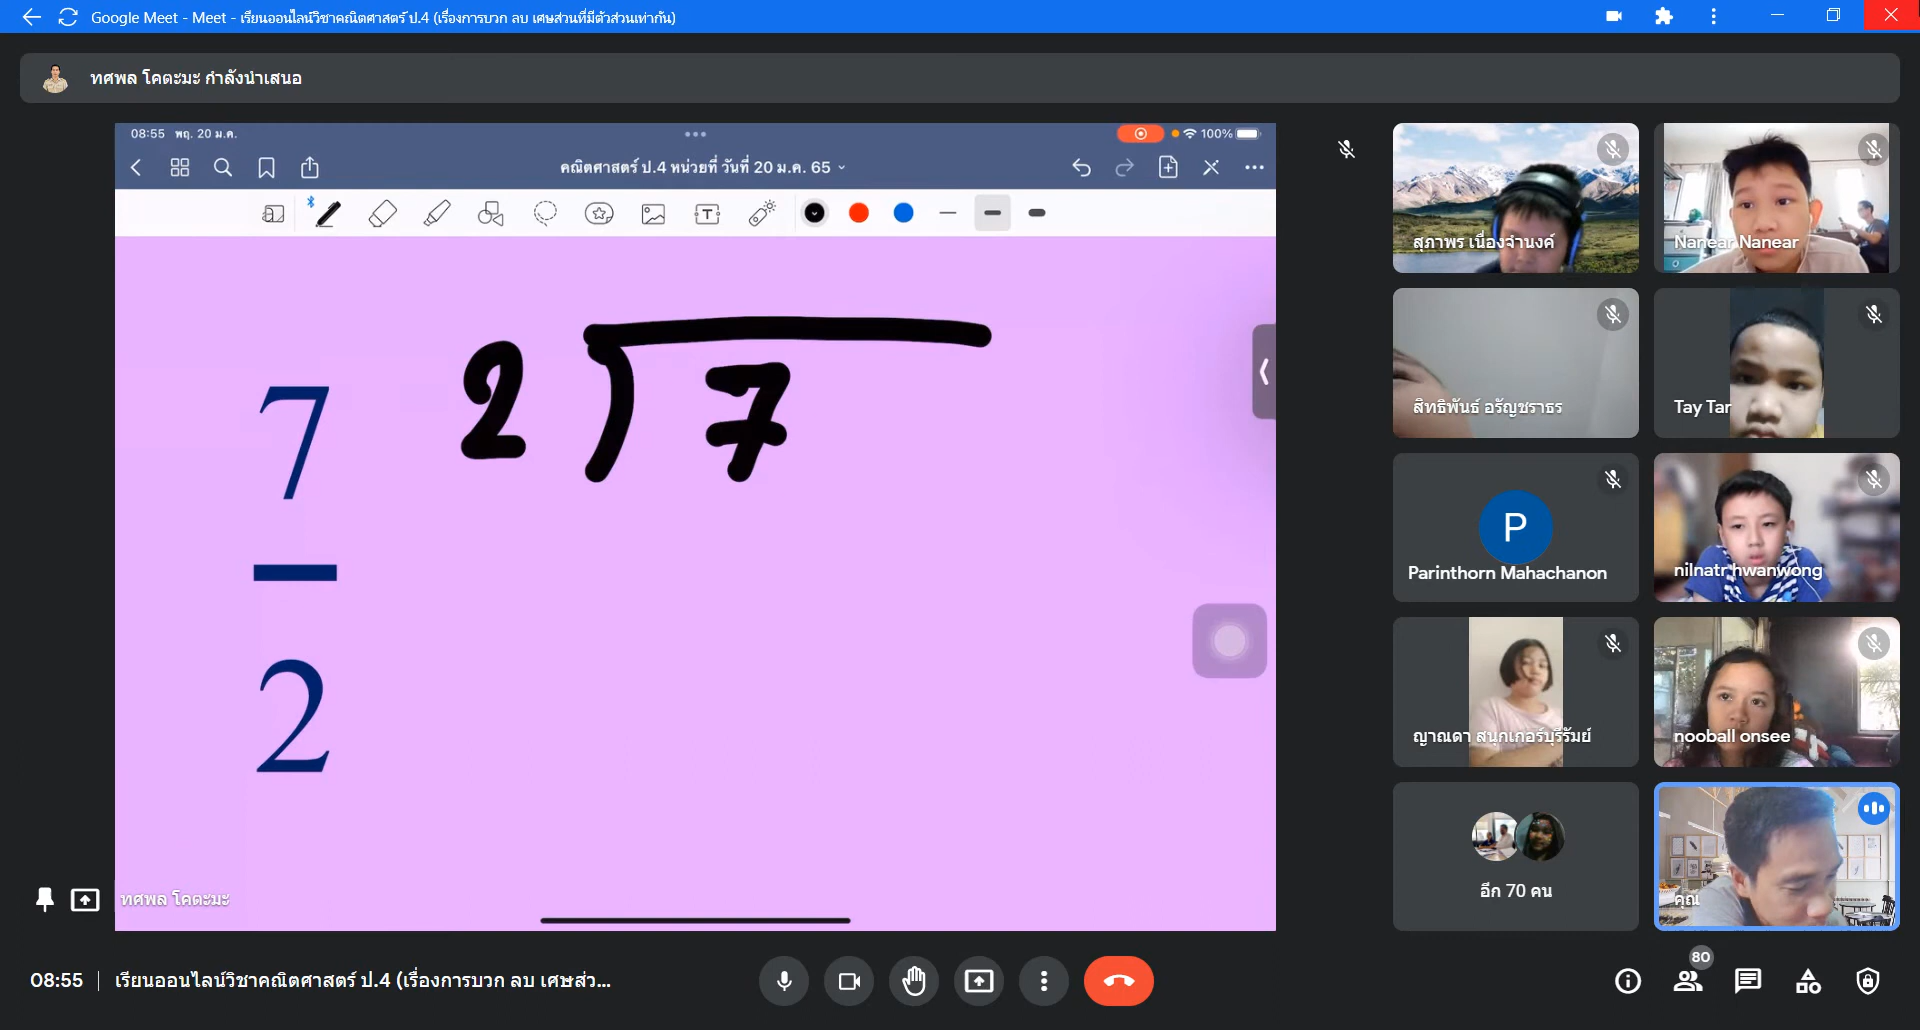 Google Meet - Meet - เรียนออนไลน์วิชาคณิตศาสตร์ ป.4 (เรื่องการบวก ลบ เศษส่วนที่มีตัวส่วนเท่ากัน)
ทศพล โคตะมะ กำลังนำเสนอ
08:55 พฤ. 20 ม.ค.
100%
คณิตศาสตร์ ป.4 หน่วยที่ วันที่ 20 ม.ค. 65
T
2 7
7
2
ทศพล โคตะมะ
สุภาพร เนื่องจำนงค์
Nanear Nanear
สิทธิพันธ์ อรัญชราธร
Tay Tar
P
Parinthorn Mahachanon
nilnatr hwanwong
ญาณดา สนุกเกอร์บุรีรัมย์
nooball onsee
อีก 70 คน
คุณ
08:55 เรียนออนไลน์วิชาคณิตศาสตร์ ป.4 (เรื่องการบวก ลบ เศษส่ว...
80